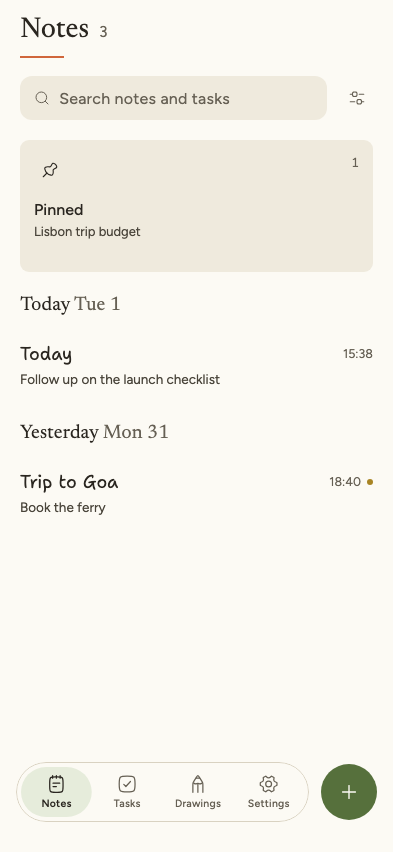 Notes 3
Search notes and tasks
1
Pinned
Lisbon trip budget
Today Tue 1
Today 15:38
Follow up on the launch checklist
Yesterday Mon 31
Trip to Goa 18:40
Book the ferry
Notes Tasks Drawings Settings